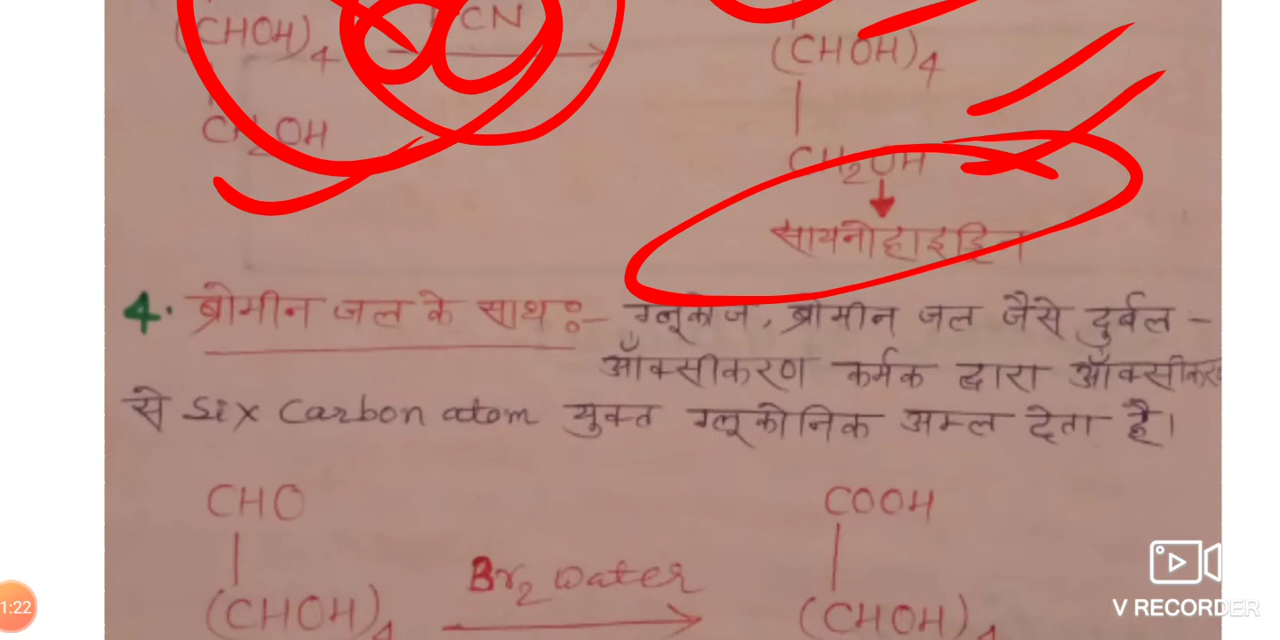 (CHOH)4 CN (CHOH)4
CH2OH CH2OH
सायनोहाइड्रिन
4. ब्रोमीन जल के साथ :- ग्लूकोज, ब्रोमीन जल जैसे दुर्बल -
ऑक्सीकरण कर्मक द्वारा ऑक्सीकर
से six carbon atom युक्त ग्लूकोनिक अम्ल देता है।
CHO COOH
Br2 water
(CHOH)4 (CHOH)4
1:22
V RECORDER